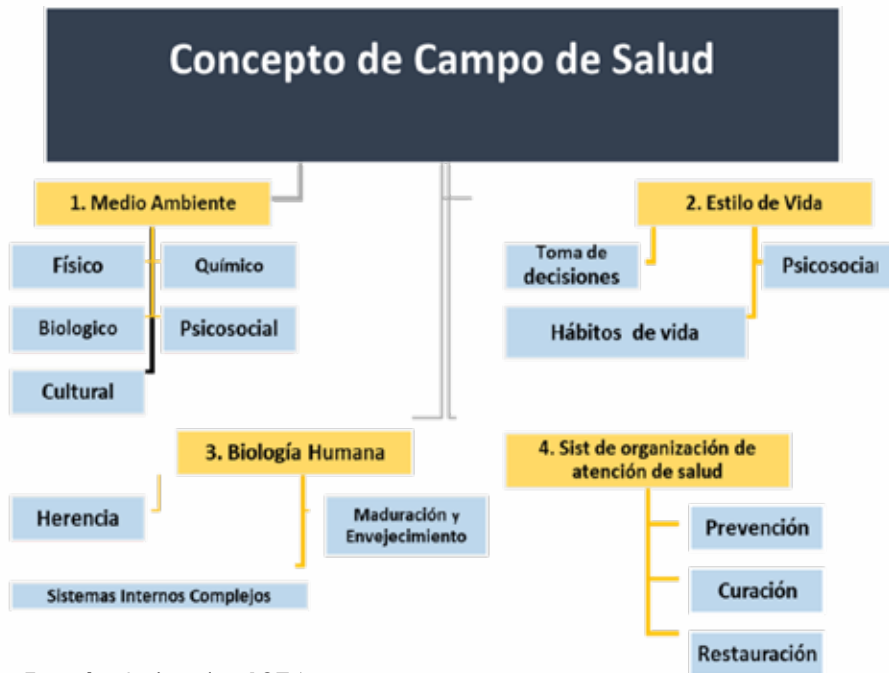 Concepto de Campo de Salud
1. Medio Ambiente
Físico
Químico
Biologico
Psicosocial
Cultural
2. Estilo de Vida
Toma de
decisiones
Psicosocial
Hábitos de vida
3. Biología Humana
Herencia
Maduración y
Envejecimiento
Sistemas Internos Complejos
4. Sist de organización de
atención de salud
Prevención
Curación
Restauración